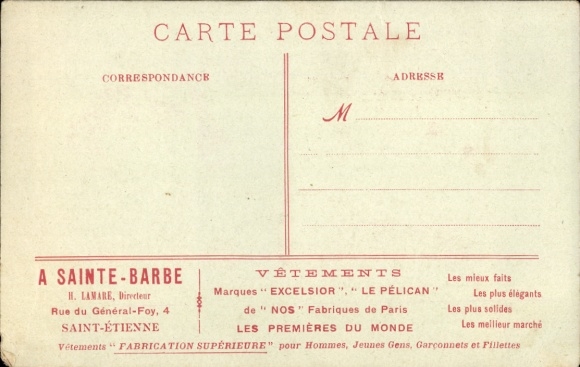 CARTE POSTALE
CORRESPONDANCE
ADRESSE
M
A SAINTE-BARBE
H. LAMARE, Directeur
Rue du Général-Foy, 4
SAINT-ÉTIENNE
VÊTEMENTS
Marques "EXCELSIOR", "LE PÉLICAN"
de "NOS" Fabriques de Paris
LES PREMIÈRES DU MONDE
Les mieux faits
Les plus élégants
Les plus solides
Les meilleur marché
Vêtements "FABRICATION SUPÉRIEURE" pour Hommes, Jeunes Gens, Garçonnets et Fillettes